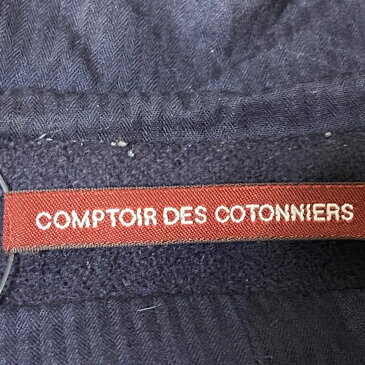 COMPTOIR DES COTONNIERS